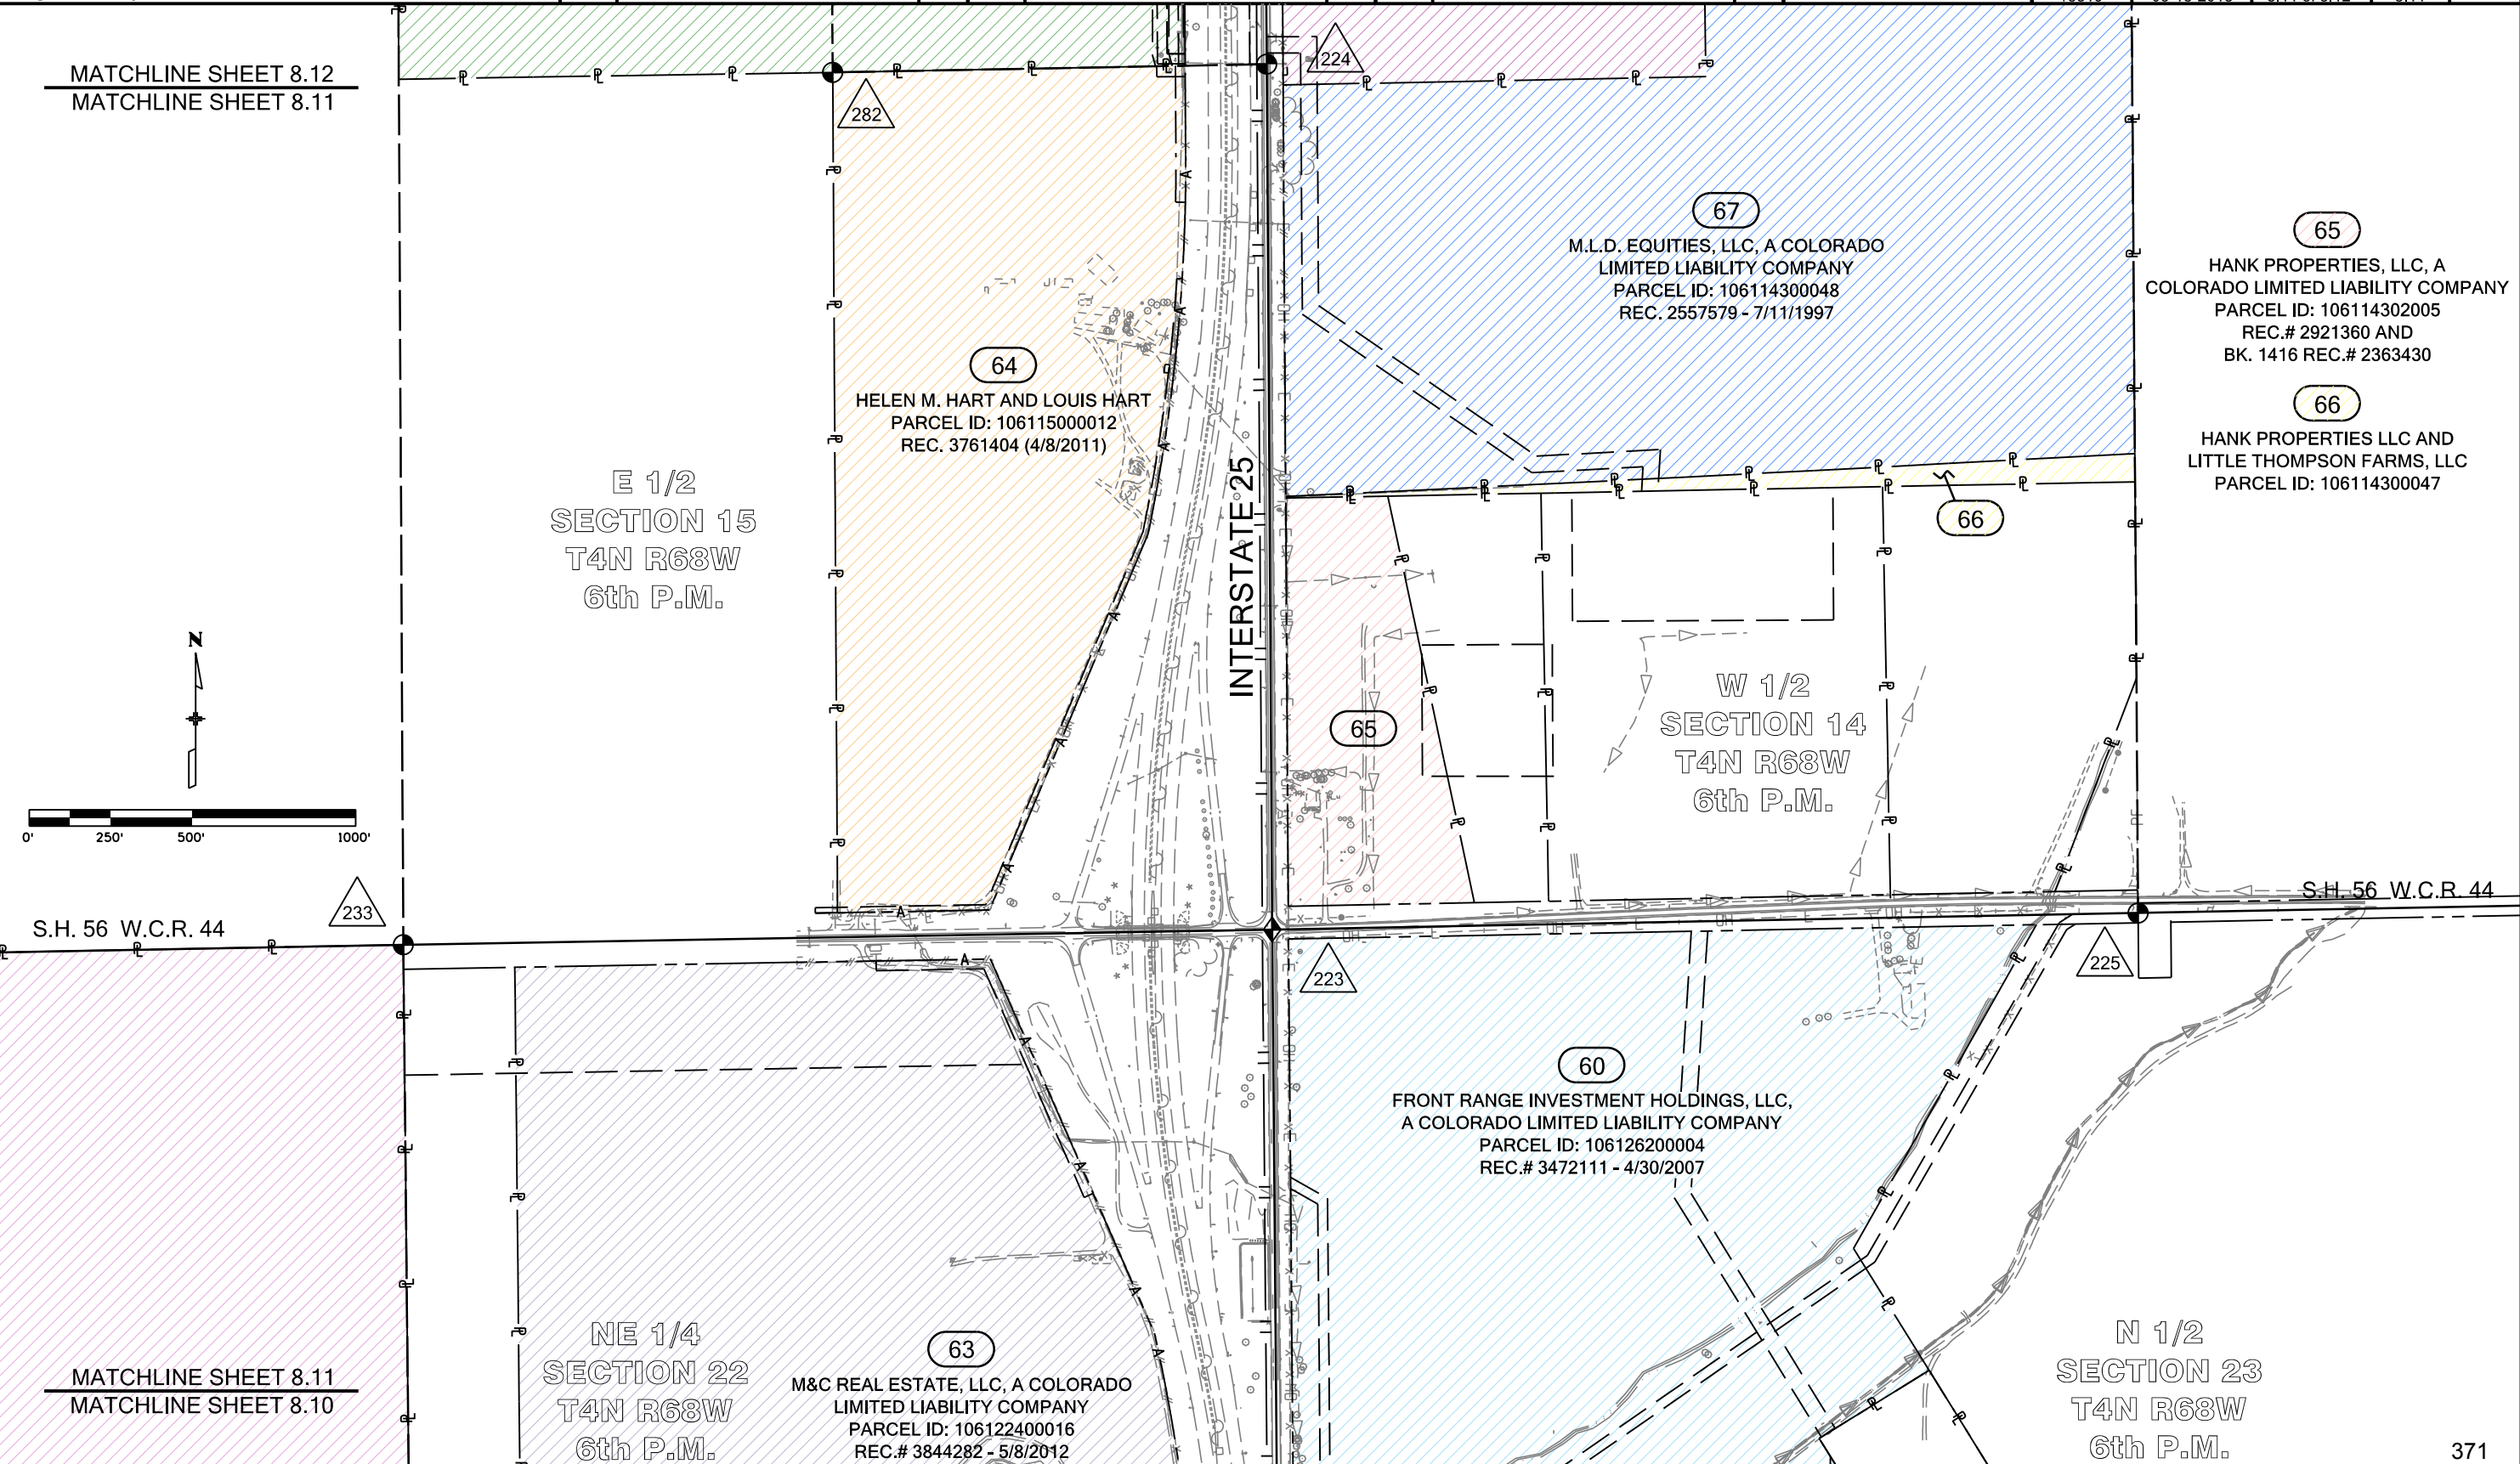 MATCHLINE SHEET 8.12
MATCHLINE SHEET 8.11
224
282
67
M.L.D. EQUITIES, LLC, A COLORADO
LIMITED LIABILITY COMPANY
PARCEL ID: 106114300048
REC. 2557579 - 7/11/1997
65
HANK PROPERTIES, LLC, A
COLORADO LIMITED LIABILITY COMPANY
PARCEL ID: 106114302005
REC.# 2921360 AND
BK. 1416 REC.# 2363430
66
HANK PROPERTIES LLC AND
LITTLE THOMPSON FARMS, LLC
PARCEL ID: 106114300047
64
HELEN M. HART AND LOUIS HART
PARCEL ID: 106115000012
REC. 3761404 (4/8/2011)
E 1/2
SECTION 15
T4N R68W
6th P.M.
INTERSTATE 25
66
65
W 1/2
SECTION 14
T4N R68W
6th P.M.
N
0' 250' 500' 1000'
233
S.H. 56 W.C.R. 44
S.H. 56 W.C.R. 44
223
225
60
FRONT RANGE INVESTMENT HOLDINGS, LLC,
A COLORADO LIMITED LIABILITY COMPANY
PARCEL ID: 106126200004
REC.# 3472111 - 4/30/2007
NE 1/4
SECTION 22
T4N R68W
6th P.M.
63
M&C REAL ESTATE, LLC, A COLORADO
LIMITED LIABILITY COMPANY
PARCEL ID: 106122400016
REC.# 3844282 - 5/8/2012
N 1/2
SECTION 23
T4N R68W
6th P.M.
MATCHLINE SHEET 8.11
MATCHLINE SHEET 8.10
371